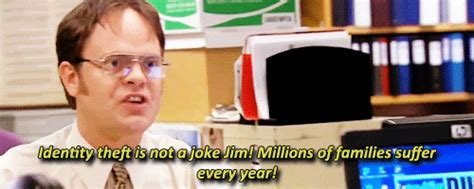 Identity theft is not a joke Jim! Millions of families suffer
every year!